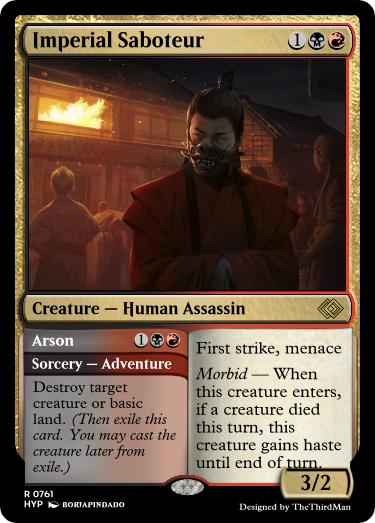 Imperial Saboteur 1
Creature — Human Assassin
Arson 1
Sorcery — Adventure
Destroy target
creature or basic
land. (Then exile this
card. You may cast the
creature later from
exile.)
First strike, menace
Morbid — When
this creature enters,
if a creature died
this turn, this
creature gains haste
until end of turn.
3/2
R 0761
HYP BORJAPINDADO
Designed by TheThirdMan